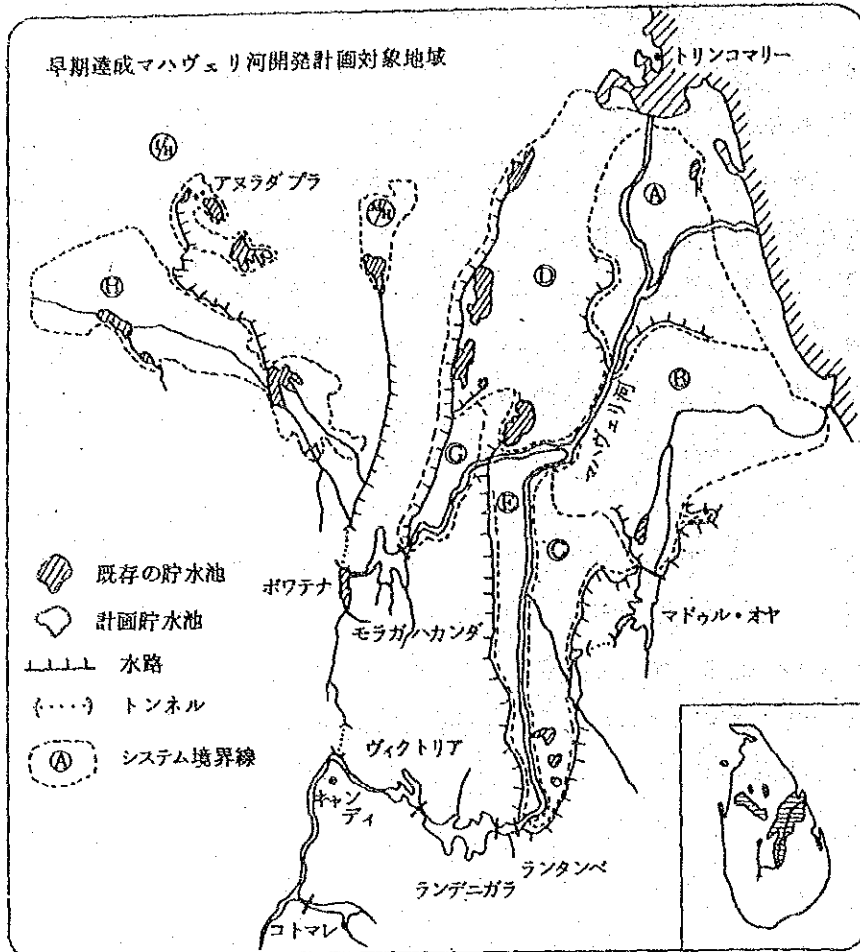 早期達成マハヴェリ河開発計画対象地域
トリンコマリー
アヌラダプラ
A
H
D
B
マハヴェリ河
G
E
C
既存の貯水池
ボワテナ
計画貯水池
モラガハカンダ
マドゥル・オヤ
水路
トンネル
ヴィクトリア
A システム境界線
キャンディ
ランタンベ
ランデニガラ
コトマレ